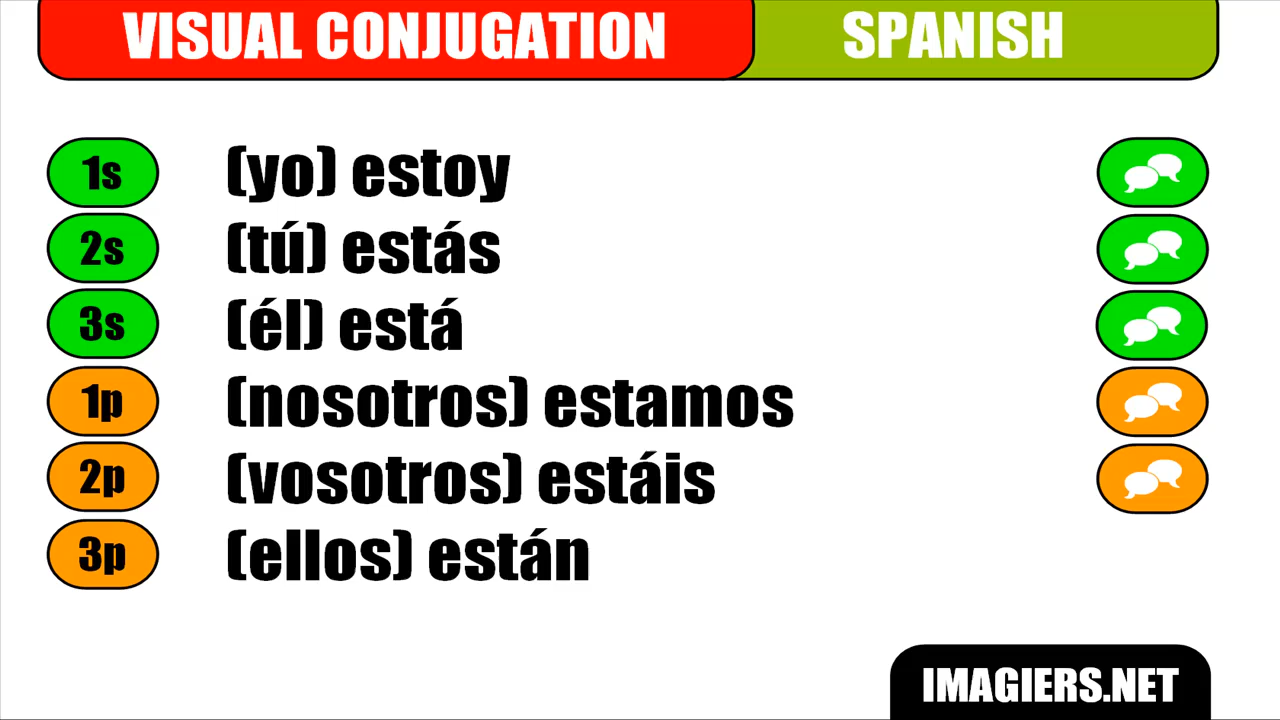 VISUAL CONJUGATION SPANISH
1s (yo) estoy
2s (tú) estás
3s (él) está
1p (nosotros) estamos
2p (vosotros) estáis
3p (ellos) están
IMAGIERS.NET